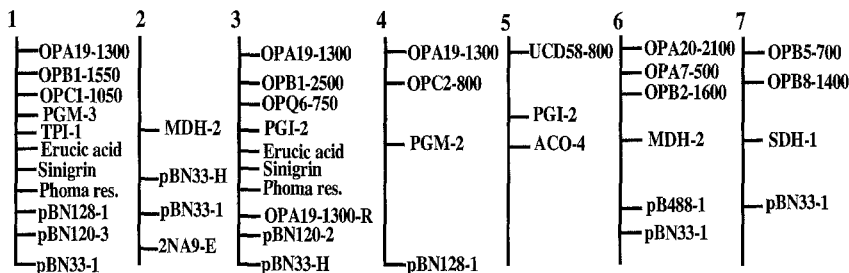 1
OPA19-1300
OPB1-1550
OPC1-1050
PGM-3
TPI-1
Erucic acid
Sinigrin
Phoma res.
pBN128-1
pBN120-3
pBN33-1
2
MDH-2
pBN33-H
pBN33-1
2NA9-E
3
OPA19-1300
OPB1-2500
OPQ6-750
PGI-2
Erucic acid
Sinigrin
Phoma res.
OPA19-1300-R
pBN120-2
pBN33-H
4
OPA19-1300
OPC2-800
PGM-2
pBN128-1
5
UCD58-800
PGI-2
ACO-4
6
OPA20-2100
OPA7-500
OPB2-1600
MDH-2
pB488-1
pBN33-1
7
OPB5-700
OPB8-1400
SDH-1
pBN33-1